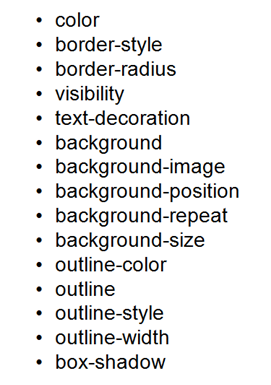 • color
• border-style
• border-radius
• visibility
• text-decoration
• background
• background-image
• background-position
• background-repeat
• background-size
• outline-color
• outline
• outline-style
• outline-width
• box-shadow